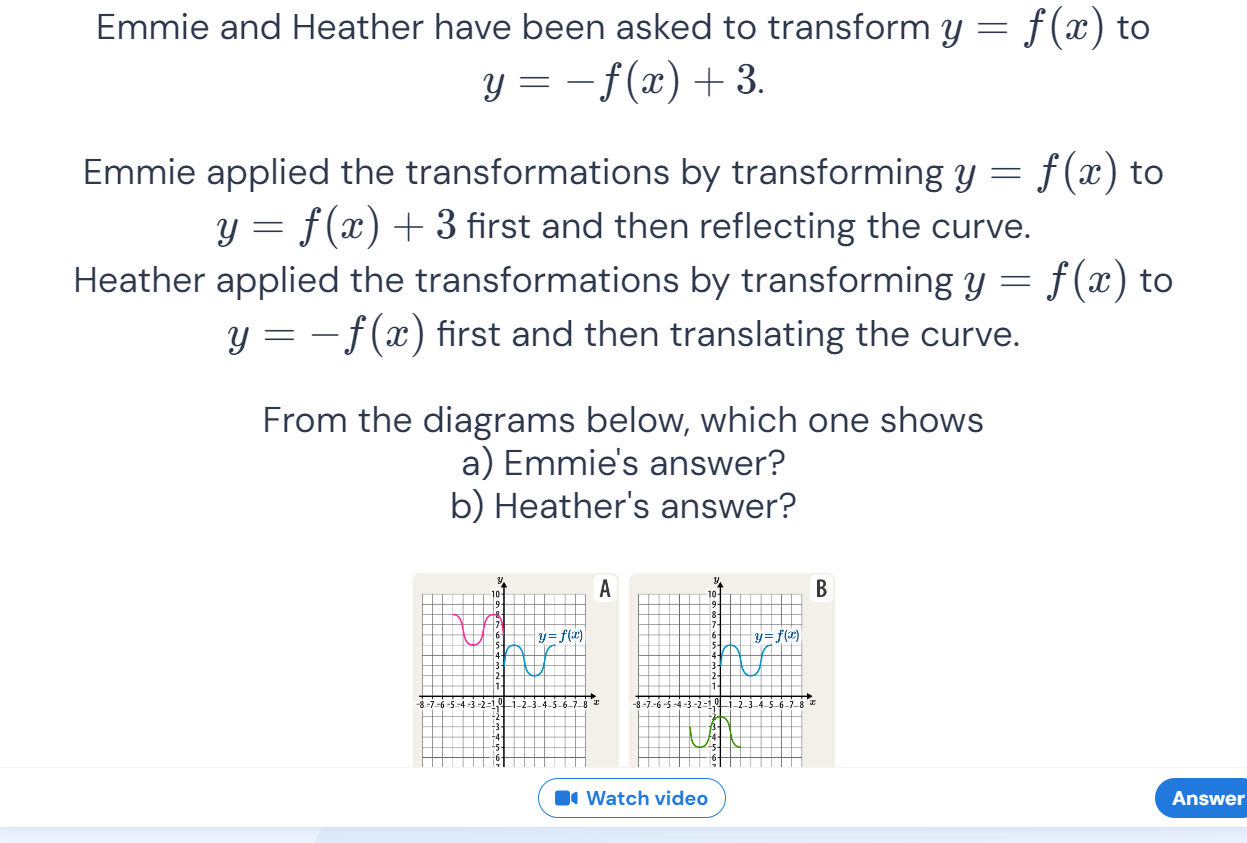 Emmie and Heather have been asked to transform y = f(x) to
y = −f(x) + 3.
Emmie applied the transformations by transforming y = f(x) to
y = f(x) + 3 first and then reflecting the curve.
Heather applied the transformations by transforming y = f(x) to
y = −f(x) first and then translating the curve.
From the diagrams below, which one shows
a) Emmie's answer?
b) Heather's answer?
A
y
10
9
8
7
6
y = f(x)
5
4
3
2
1
-8 -7 -6 -5 -4 -3 -2 -1 0 1 2 3 4 5 6 7 8 x
-1
-2
-3
-4
-5
6
B
y
10
9
8
7
6
y = f(x)
5
4
3
2
1
-8 -7 -6 -5 -4 -3 -2 -1 0 1 2 3 4 5 6 7 8 x
-1
-2
-3
-4
-5
6
Watch video
Answer